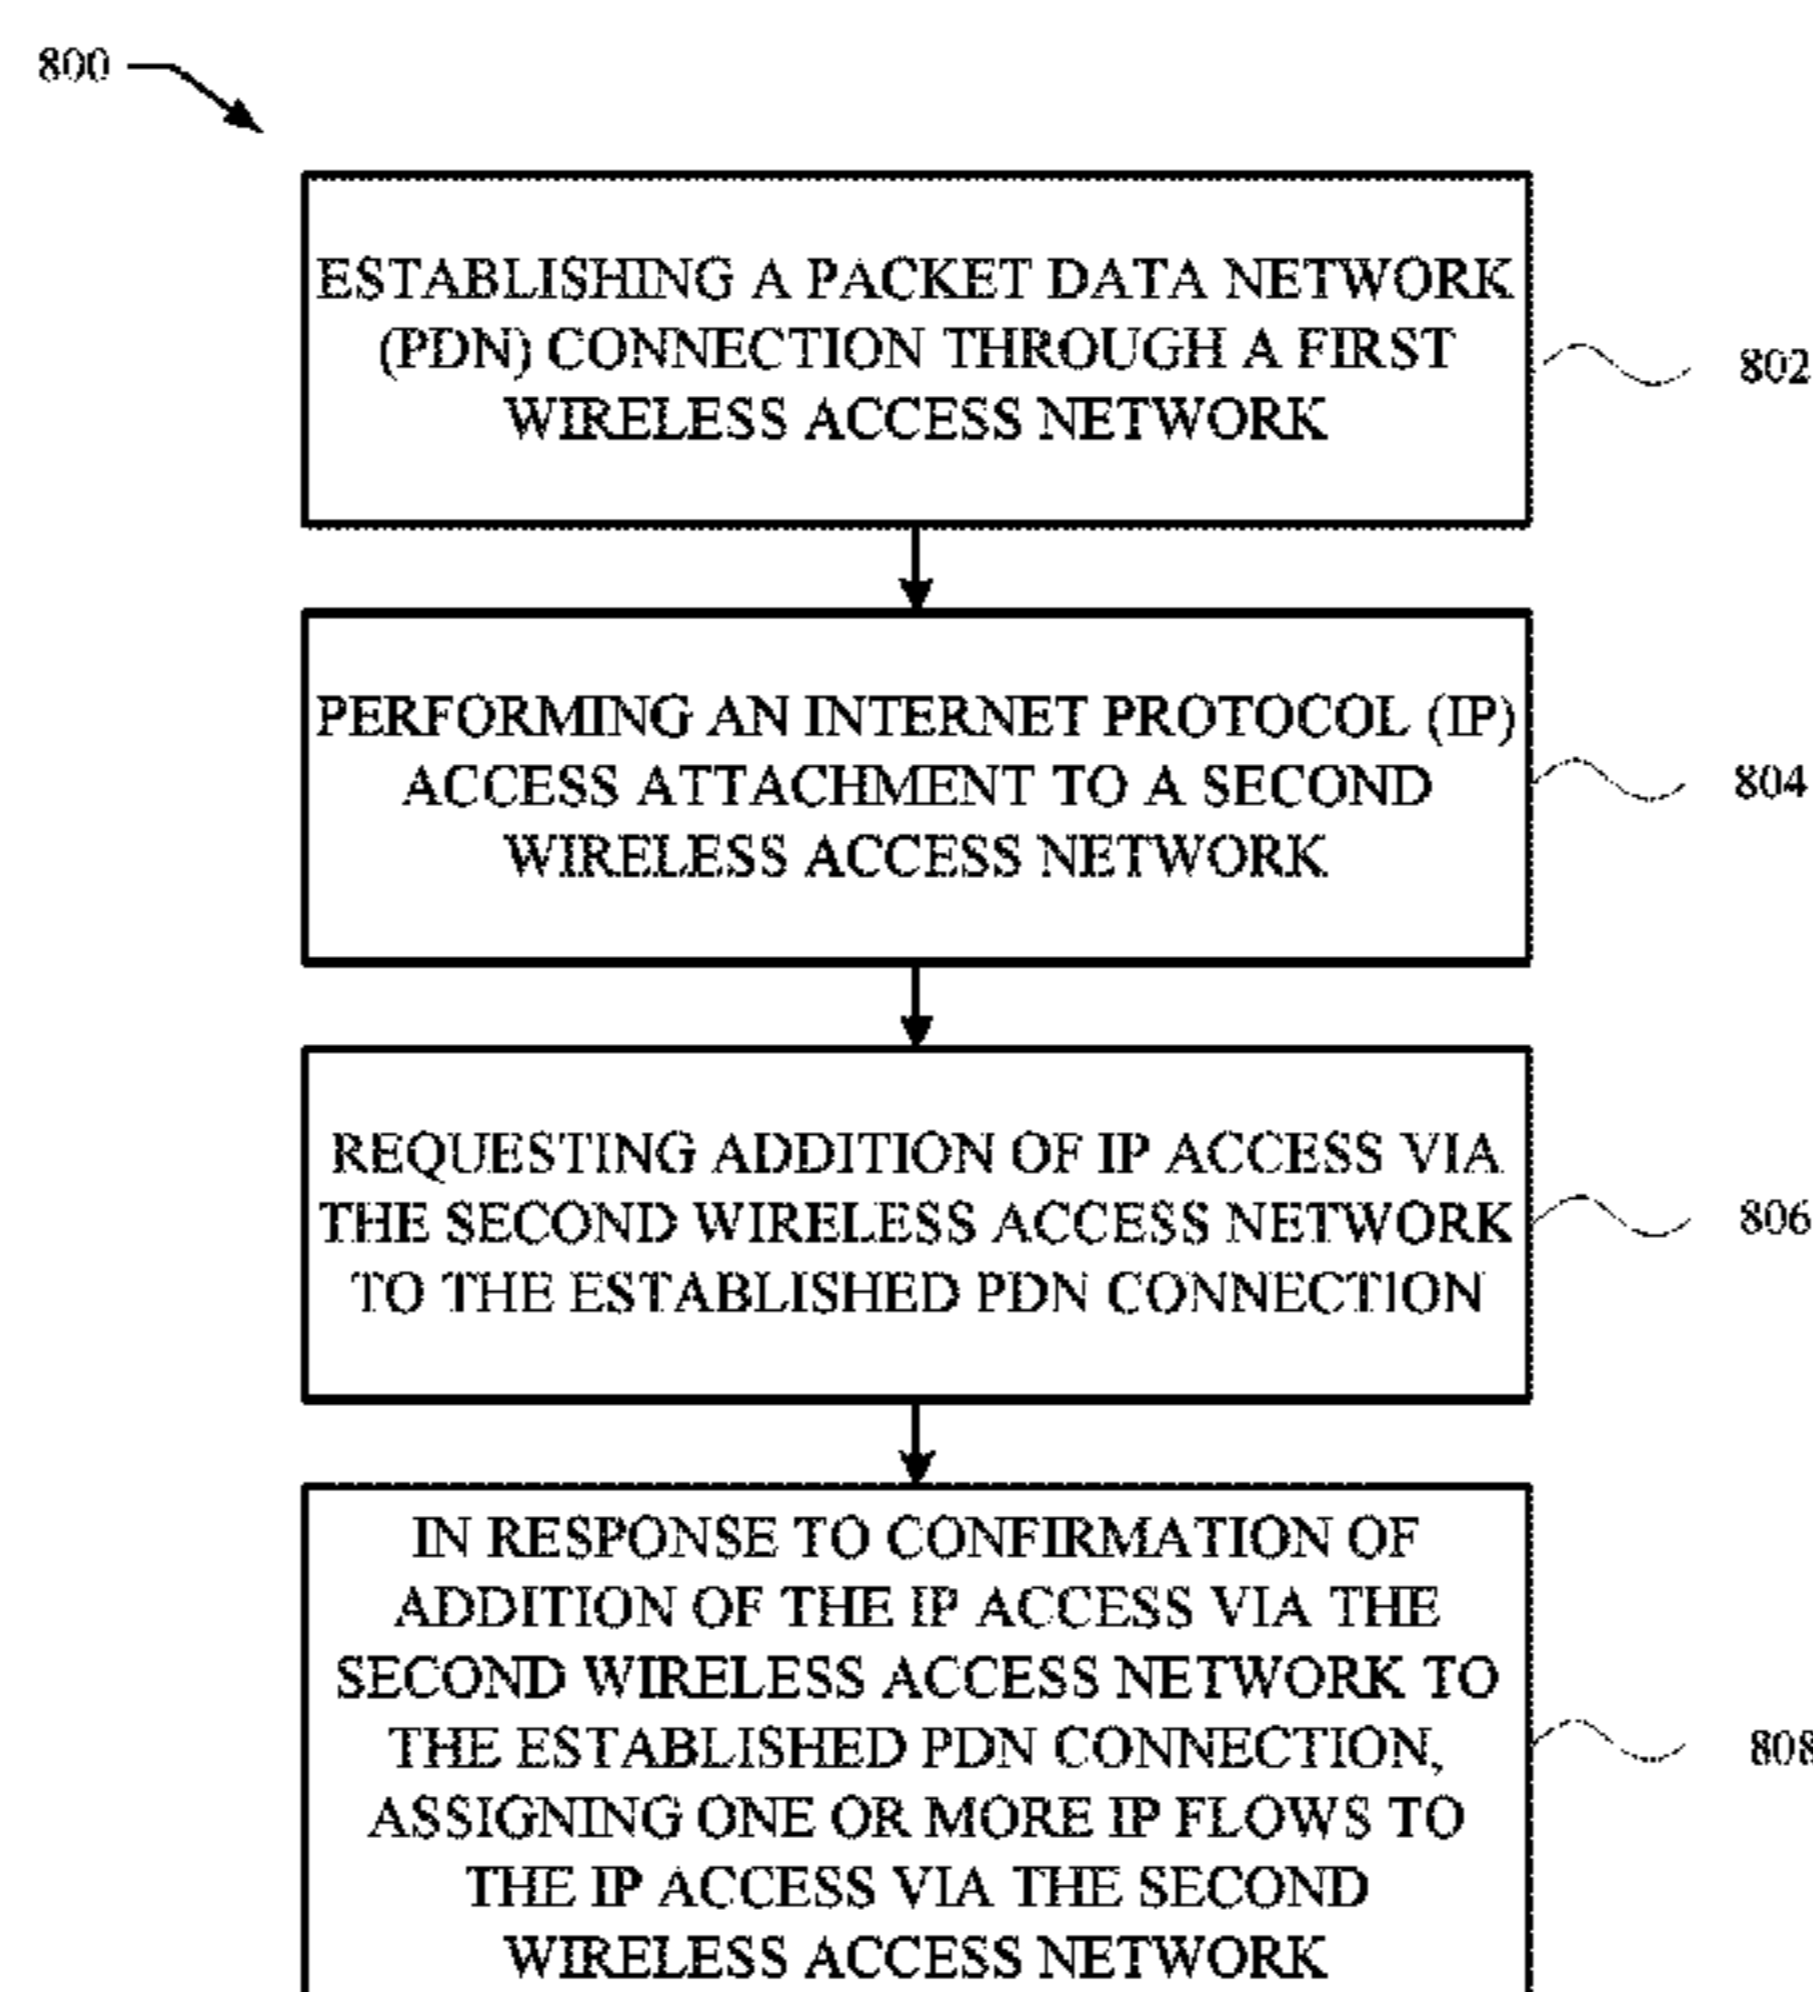 800
ESTABLISHING A PACKET DATA NETWORK
(PDN) CONNECTION THROUGH A FIRST
WIRELESS ACCESS NETWORK
802
PERFORMING AN INTERNET PROTOCOL (IP)
ACCESS ATTACHMENT TO A SECOND
WIRELESS ACCESS NETWORK
804
REQUESTING ADDITION OF IP ACCESS VIA
THE SECOND WIRELESS ACCESS NETWORK
TO THE ESTABLISHED PDN CONNECTION
806
IN RESPONSE TO CONFIRMATION OF
ADDITION OF THE IP ACCESS VIA THE
SECOND WIRELESS ACCESS NETWORK TO
THE ESTABLISHED PDN CONNECTION,
ASSIGNING ONE OR MORE IP FLOWS TO
THE IP ACCESS VIA THE SECOND
WIRELESS ACCESS NETWORK
808